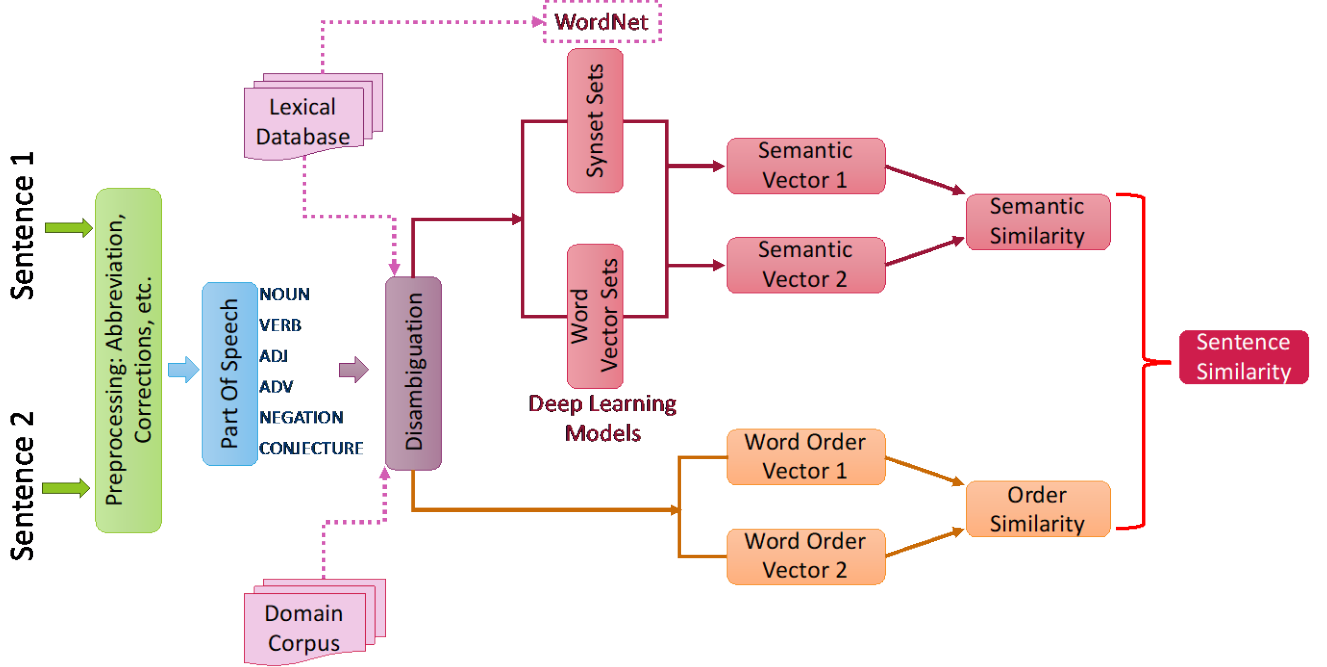 WordNet
Lexical
Database
Synset Sets
Semantic
Vector 1
Semantic
Similarity
Sentence 1
Preprocessing: Abbreviation,
Corrections, etc.
Part Of Speech
NOUN
VERB
ADJ
ADV
NEGATION
CONJECTURE
Disambiguation
Semantic
Vector 2
Word
Vector Sets
Deep Learning
Models
Sentence
Similarity
Sentence 2
Word Order
Vector 1
Order
Similarity
Word Order
Vector 2
Domain
Corpus